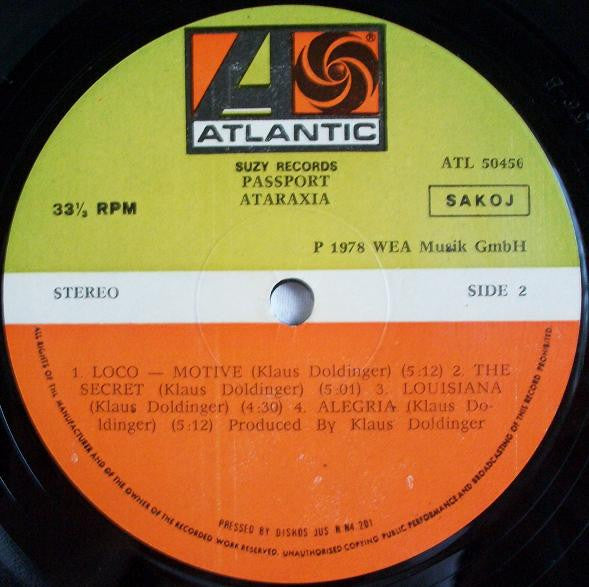 ®
ATLANTIC
SUZY RECORDS
PASSPORT
ATARAXIA
ATL 50456
33⅓ RPM
SAKOJ
P 1978 WEA Musik GmbH
STEREO
SIDE 2
1. LOCO — MOTIVE (Klaus Doldinger) (5:12) 2. THE
SECRET (Klaus Doldinger) (5:01) 3. LOUISIANA
(Klaus Doldinger) (4:30) 4. ALEGRIA (Klaus Do-
ldinger) (5:12) Produced By Klaus Doldinger
PRESSED BY DISKOS JUS N N4.201
ALL RIGHTS OF THE MANUFACTURER AND OF THE OWNER OF THE RECORDED WORK RESERVED. UNAUTHORISED COPYING PUBLIC PERFORMANCE AND BROADCASTING OF THIS RECORD PROHIBITED.